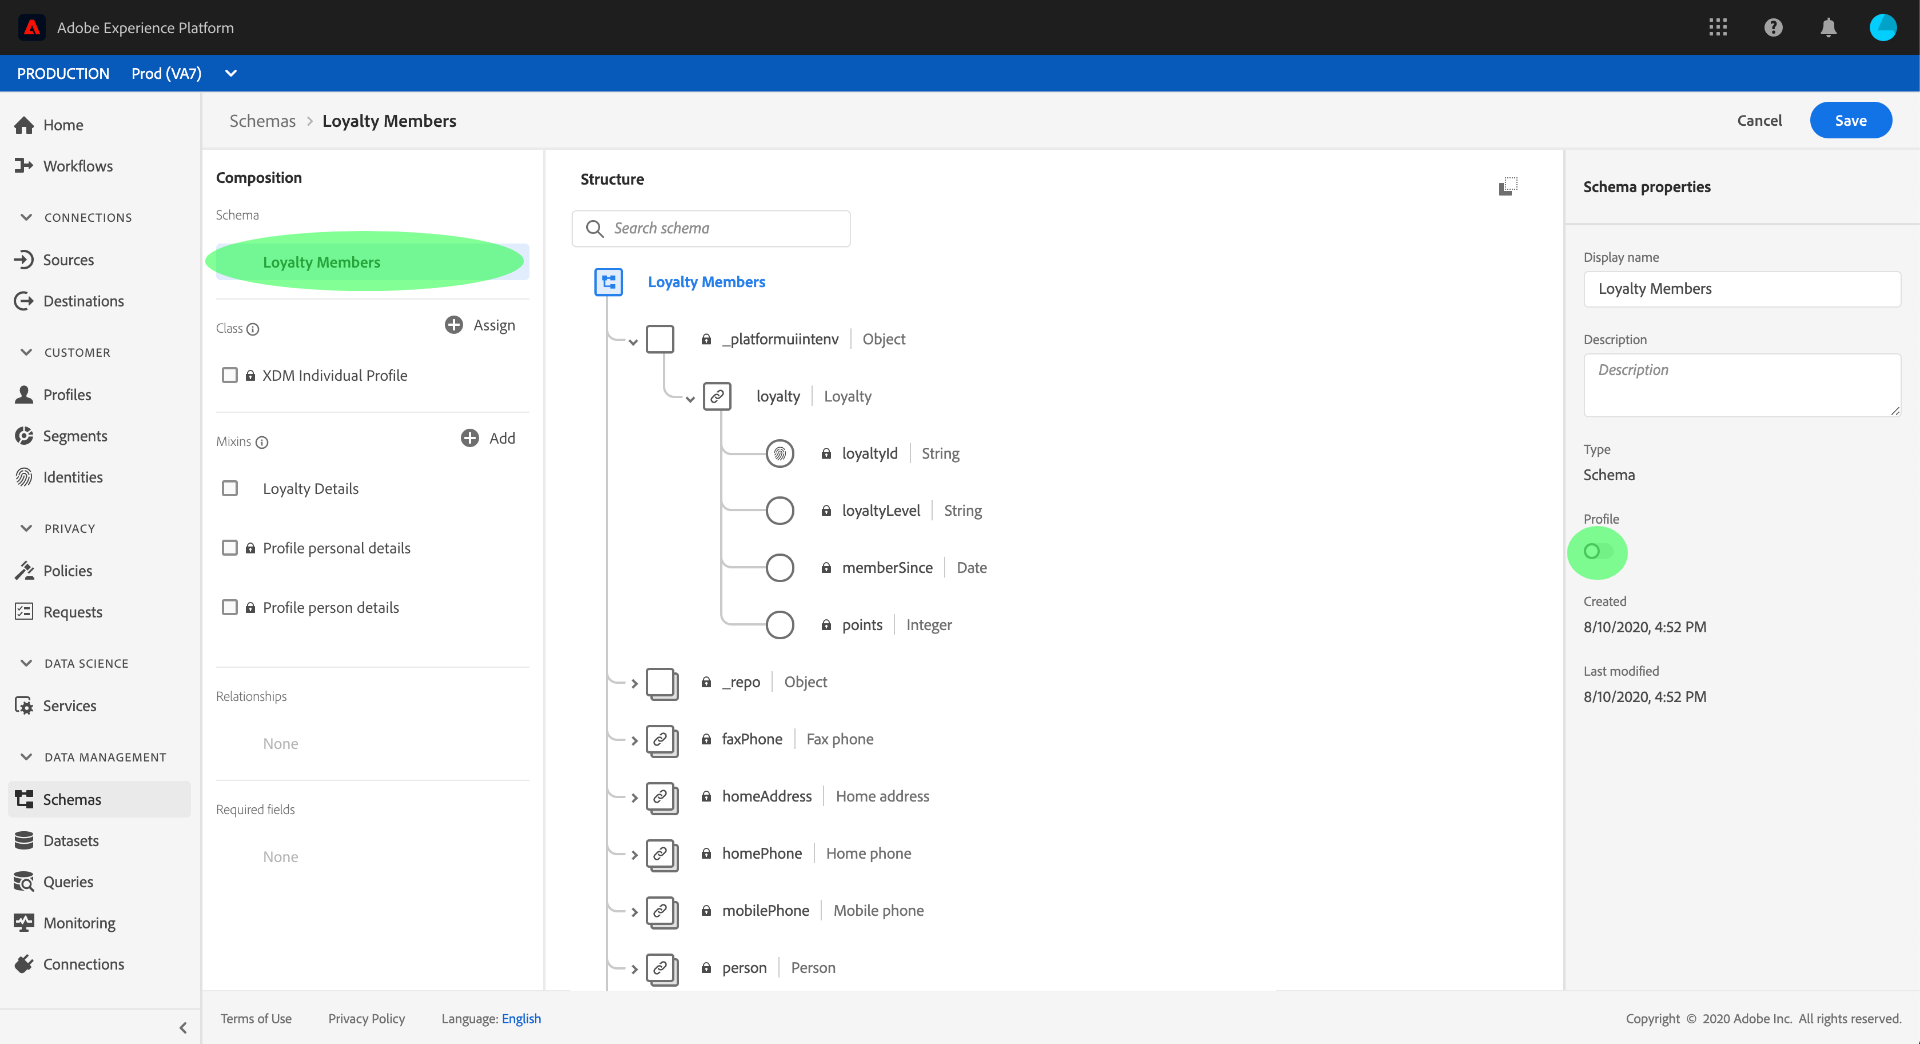 Adobe Experience Platform
PRODUCTION Prod (VA7)
Home
Workflows
CONNECTIONS
Sources
Destinations
CUSTOMER
Profiles
Segments
Identities
PRIVACY
Policies
Requests
DATA SCIENCE
Services
DATA MANAGEMENT
Schemas
Datasets
Queries
Monitoring
Connections
Schemas > Loyalty Members
Cancel
Save
Composition
Schema
Loyalty Members
Class
Assign
XDM Individual Profile
Mixins
Add
Loyalty Details
Profile personal details
Profile person details
Relationships
None
Required fields
None
Structure
Search schema
Loyalty Members
_platformuiintenv | Object
loyalty | Loyalty
loyaltyId | String
loyaltyLevel | String
memberSince | Date
points | Integer
_repo | Object
faxPhone | Fax phone
homeAddress | Home address
homePhone | Home phone
mobilePhone | Mobile phone
person | Person
Schema properties
Display name
Loyalty Members
Description
Description
Type
Schema
Profile
Created
8/10/2020, 4:52 PM
Last modified
8/10/2020, 4:52 PM
Terms of Use Privacy Policy Language: English
Copyright © 2020 Adobe Inc. All rights reserved.